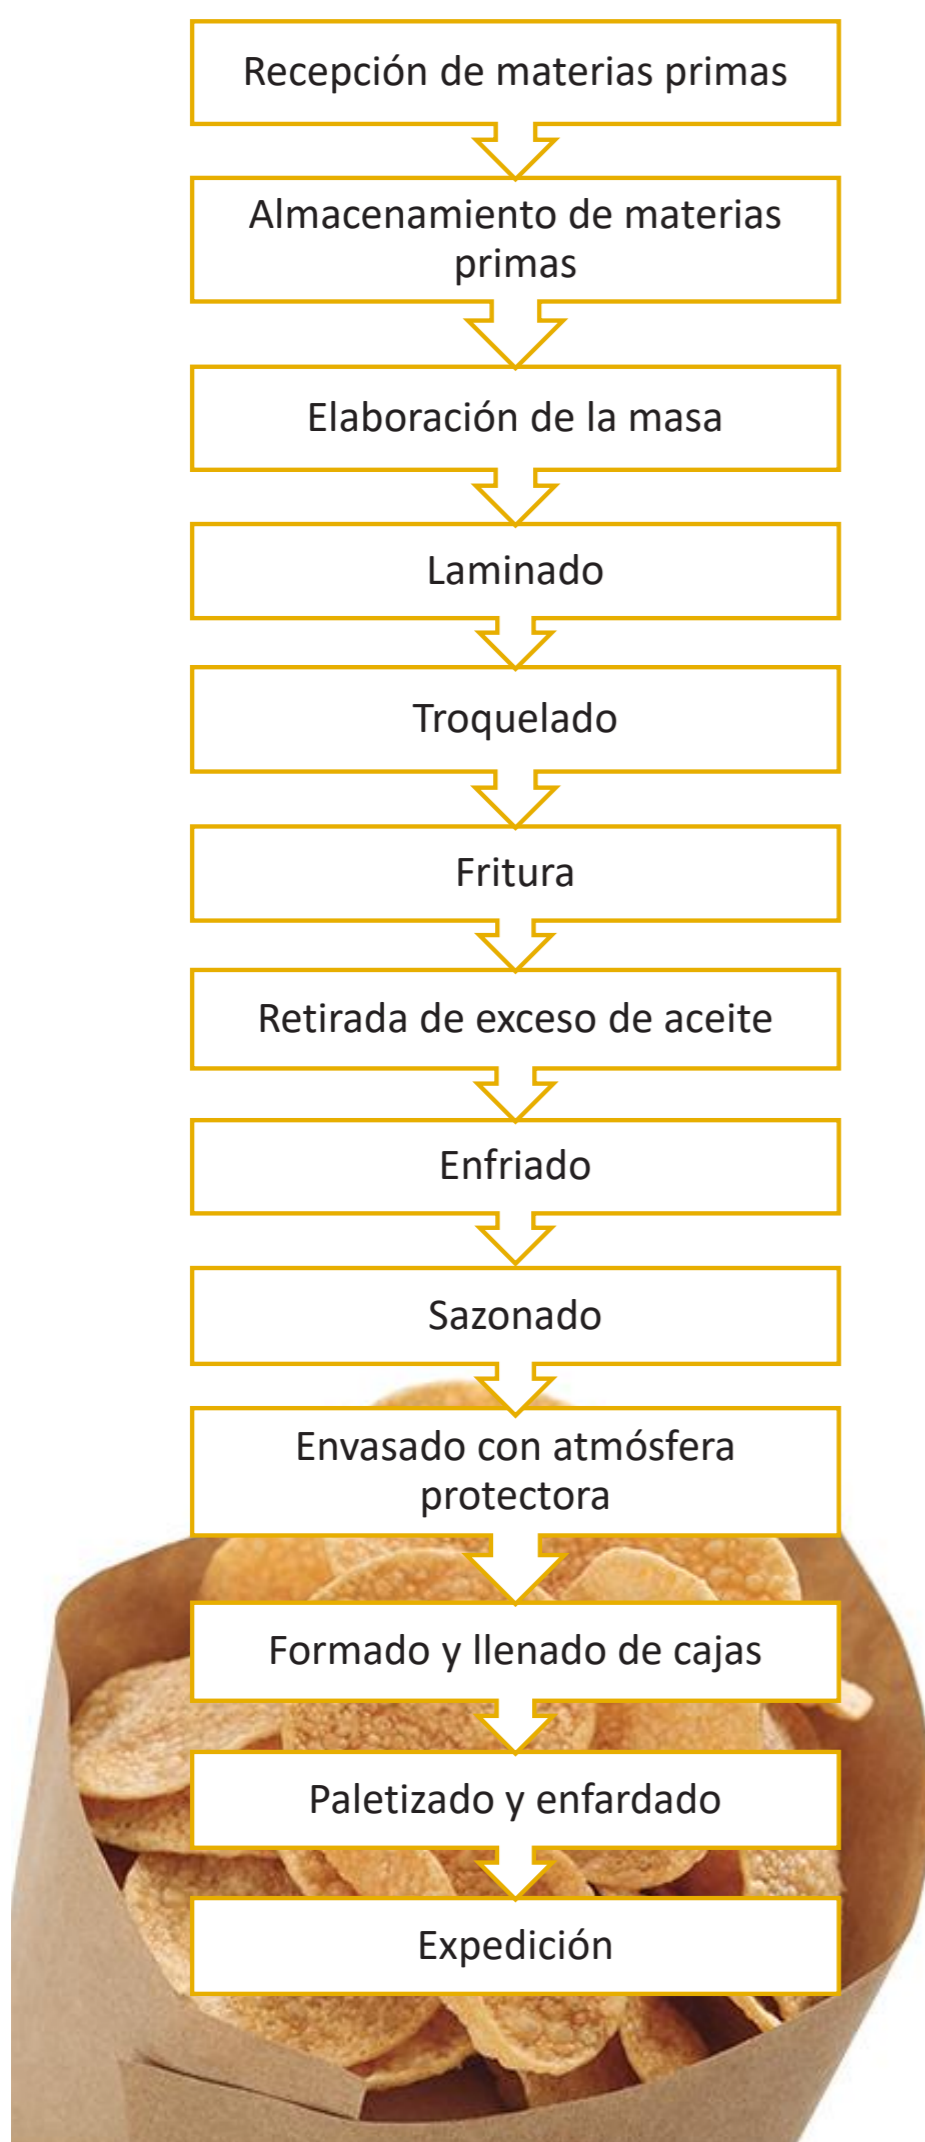 Recepción de materias primas
Almacenamiento de materias
primas
Elaboración de la masa
Laminado
Troquelado
Fritura
Retirada de exceso de aceite
Enfriado
Sazonado
Envasado con atmósfera
protectora
Formado y llenado de cajas
Paletizado y enfardado
Expedición